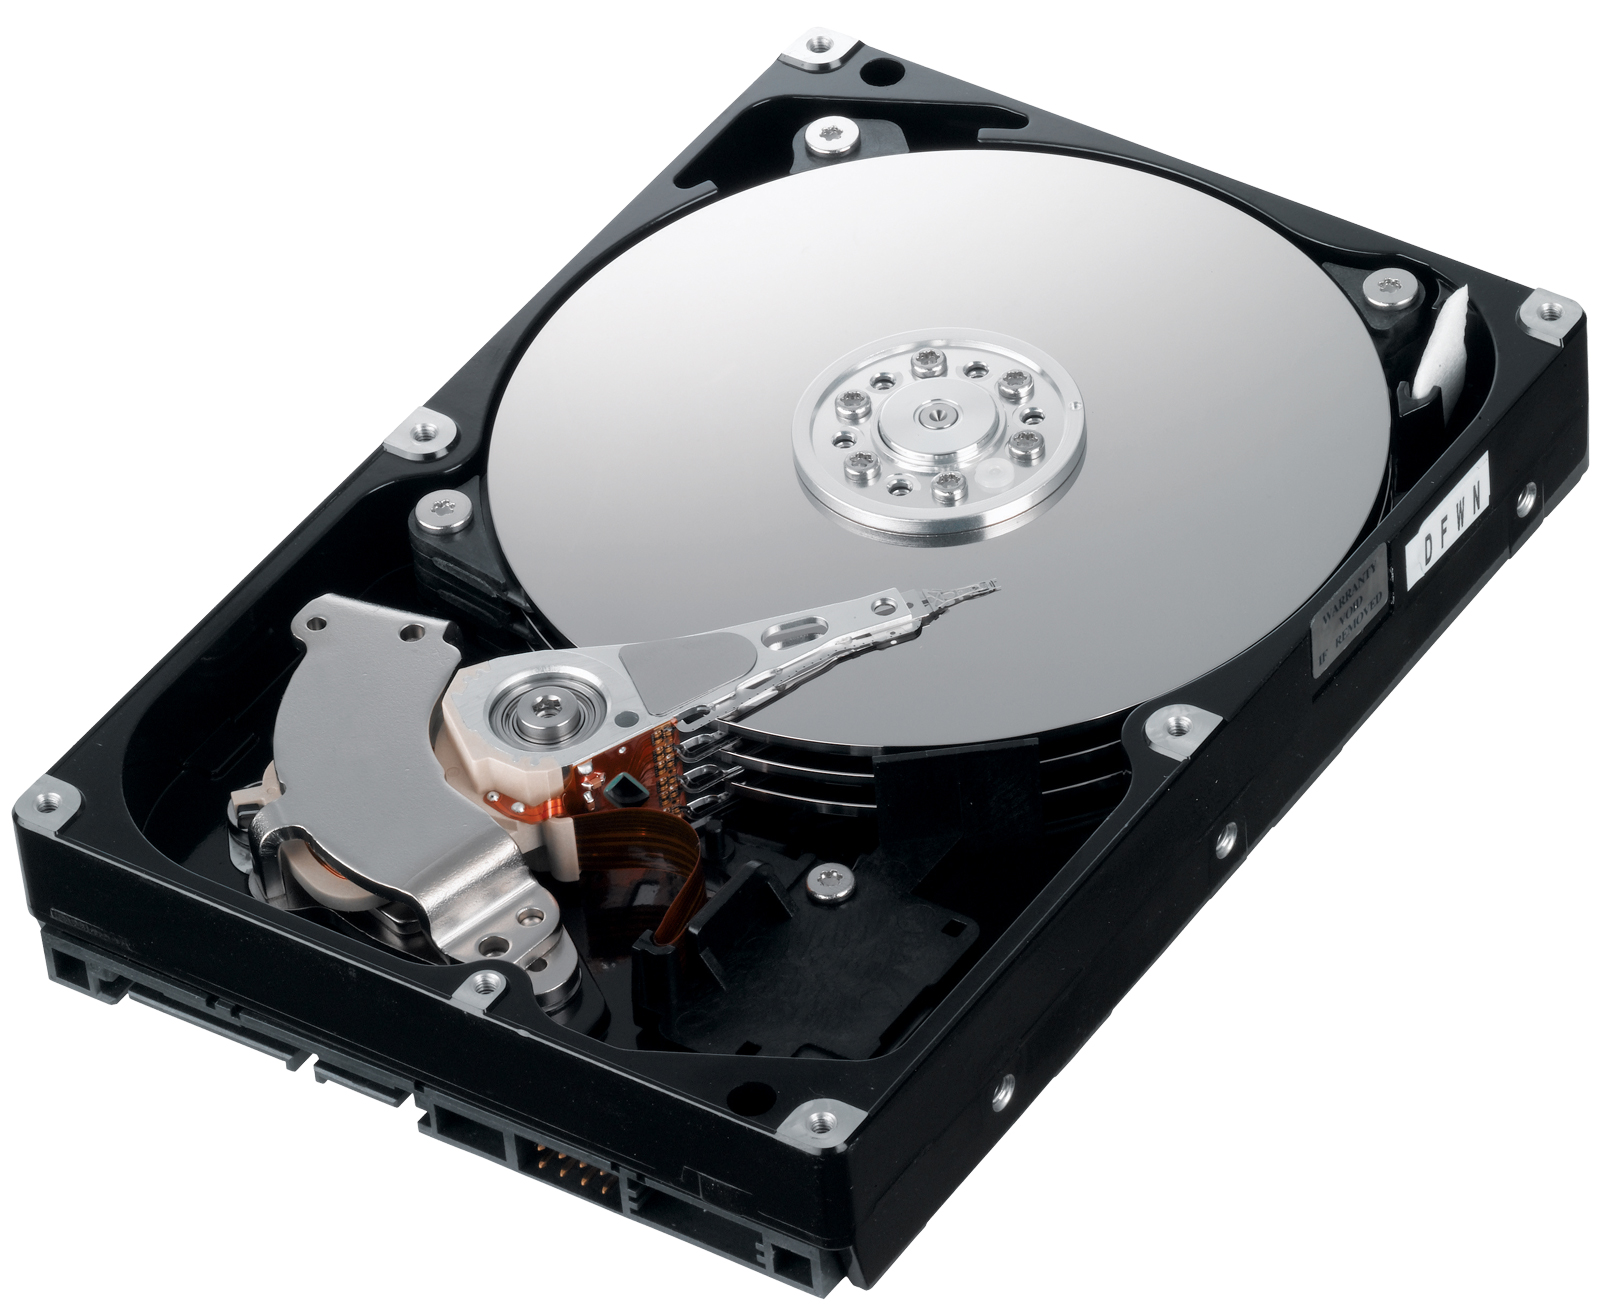 DFWN
WARRANTY
VOID
IF REMOVED